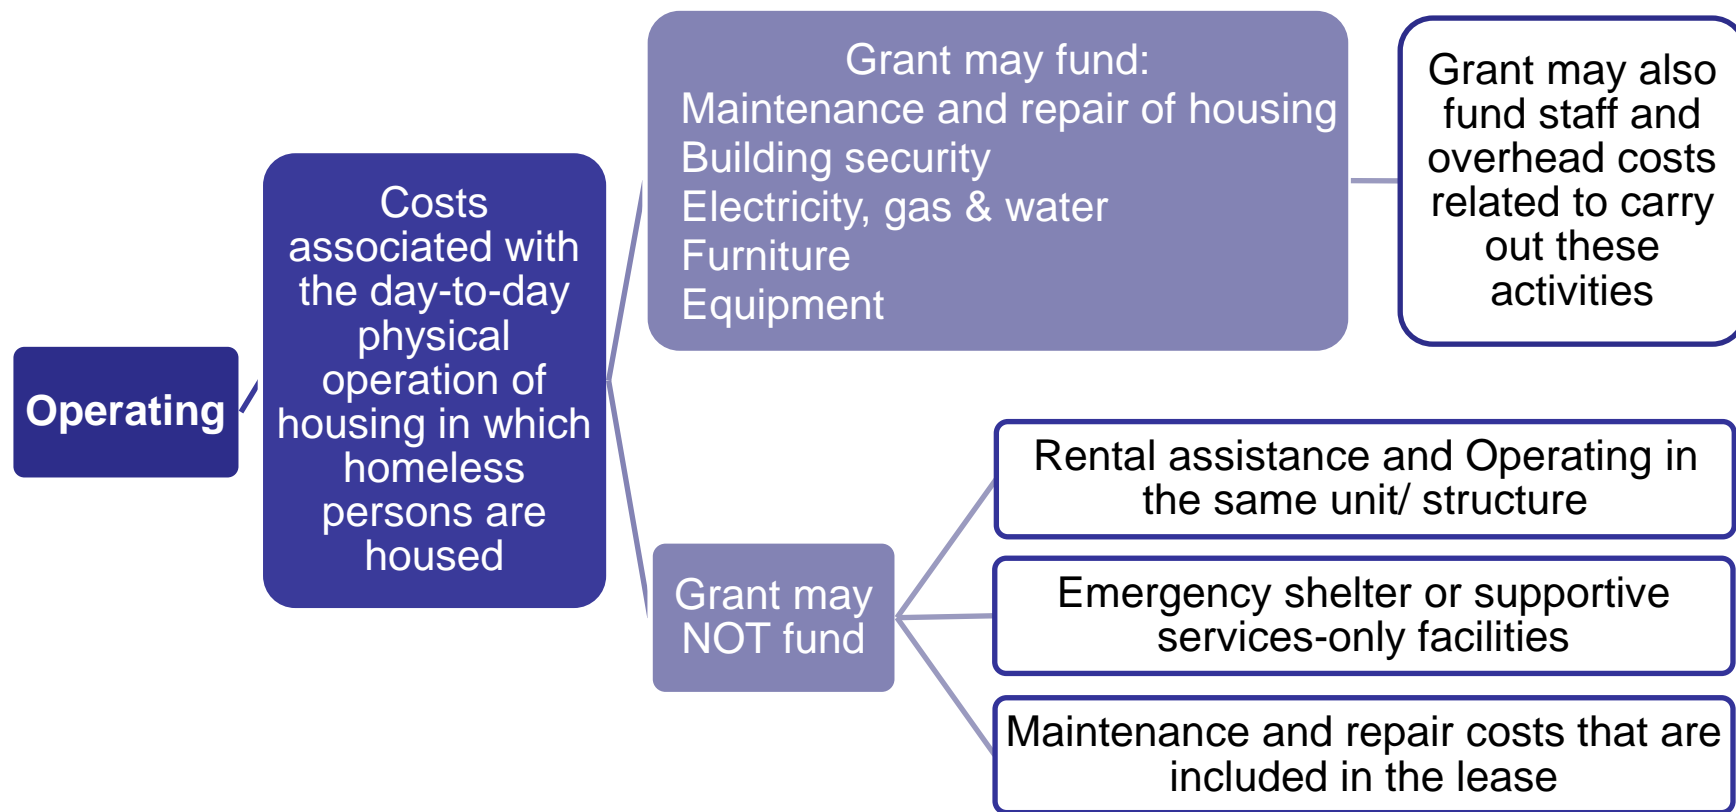 Operating
Costs
associated with
the day-to-day
physical
operation of
housing in which
homeless
persons are
housed
Grant may fund:
Maintenance and repair of housing
Building security
Electricity, gas & water
Furniture
Equipment
Grant may also
fund staff and
overhead costs
related to carry
out these
activities
Grant may
NOT fund
Rental assistance and Operating in
the same unit/ structure
Emergency shelter or supportive
services-only facilities
Maintenance and repair costs that are
included in the lease